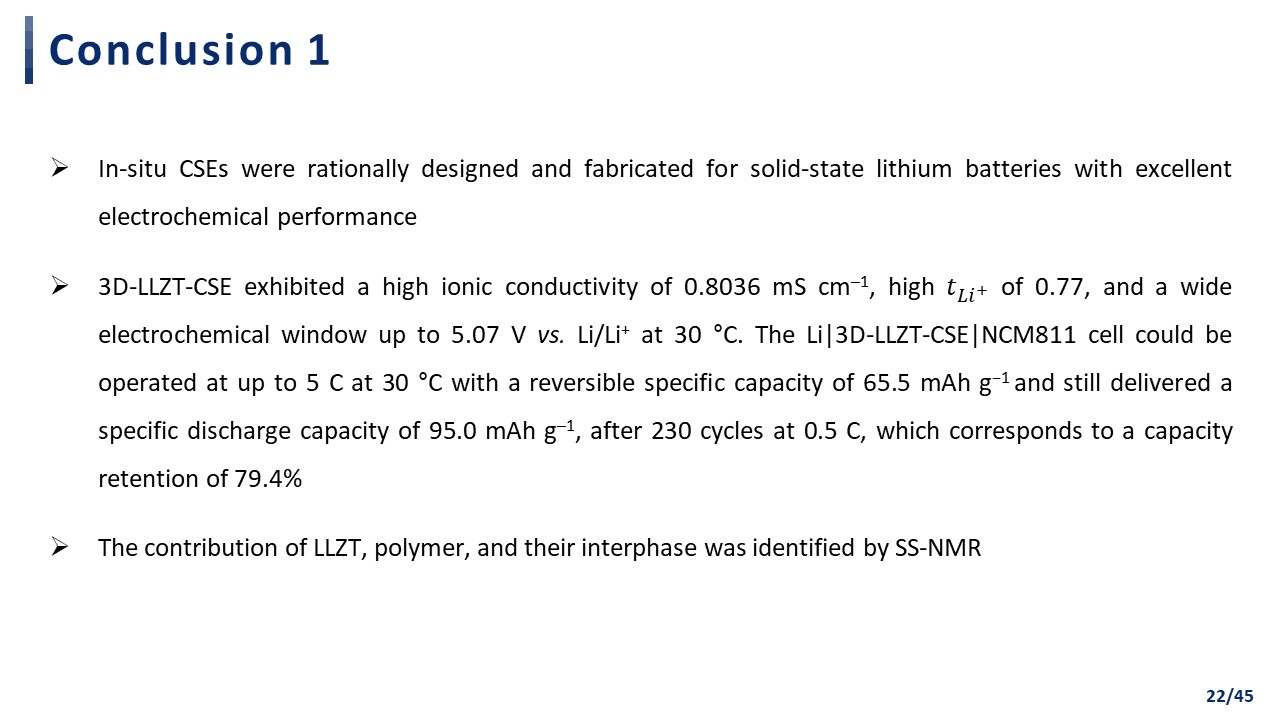 Conclusion 1
➢ In-situ CSEs were rationally designed and fabricated for solid-state lithium batteries with excellent
electrochemical performance
➢ 3D-LLZT-CSE exhibited a high ionic conductivity of 0.8036 mS cm⁻¹, high t_Li⁺ of 0.77, and a wide
electrochemical window up to 5.07 V vs. Li/Li⁺ at 30 °C. The Li|3D-LLZT-CSE|NCM811 cell could be
operated at up to 5 C at 30 °C with a reversible specific capacity of 65.5 mAh g⁻¹ and still delivered a
specific discharge capacity of 95.0 mAh g⁻¹, after 230 cycles at 0.5 C, which corresponds to a capacity
retention of 79.4%
➢ The contribution of LLZT, polymer, and their interphase was identified by SS-NMR
22/45